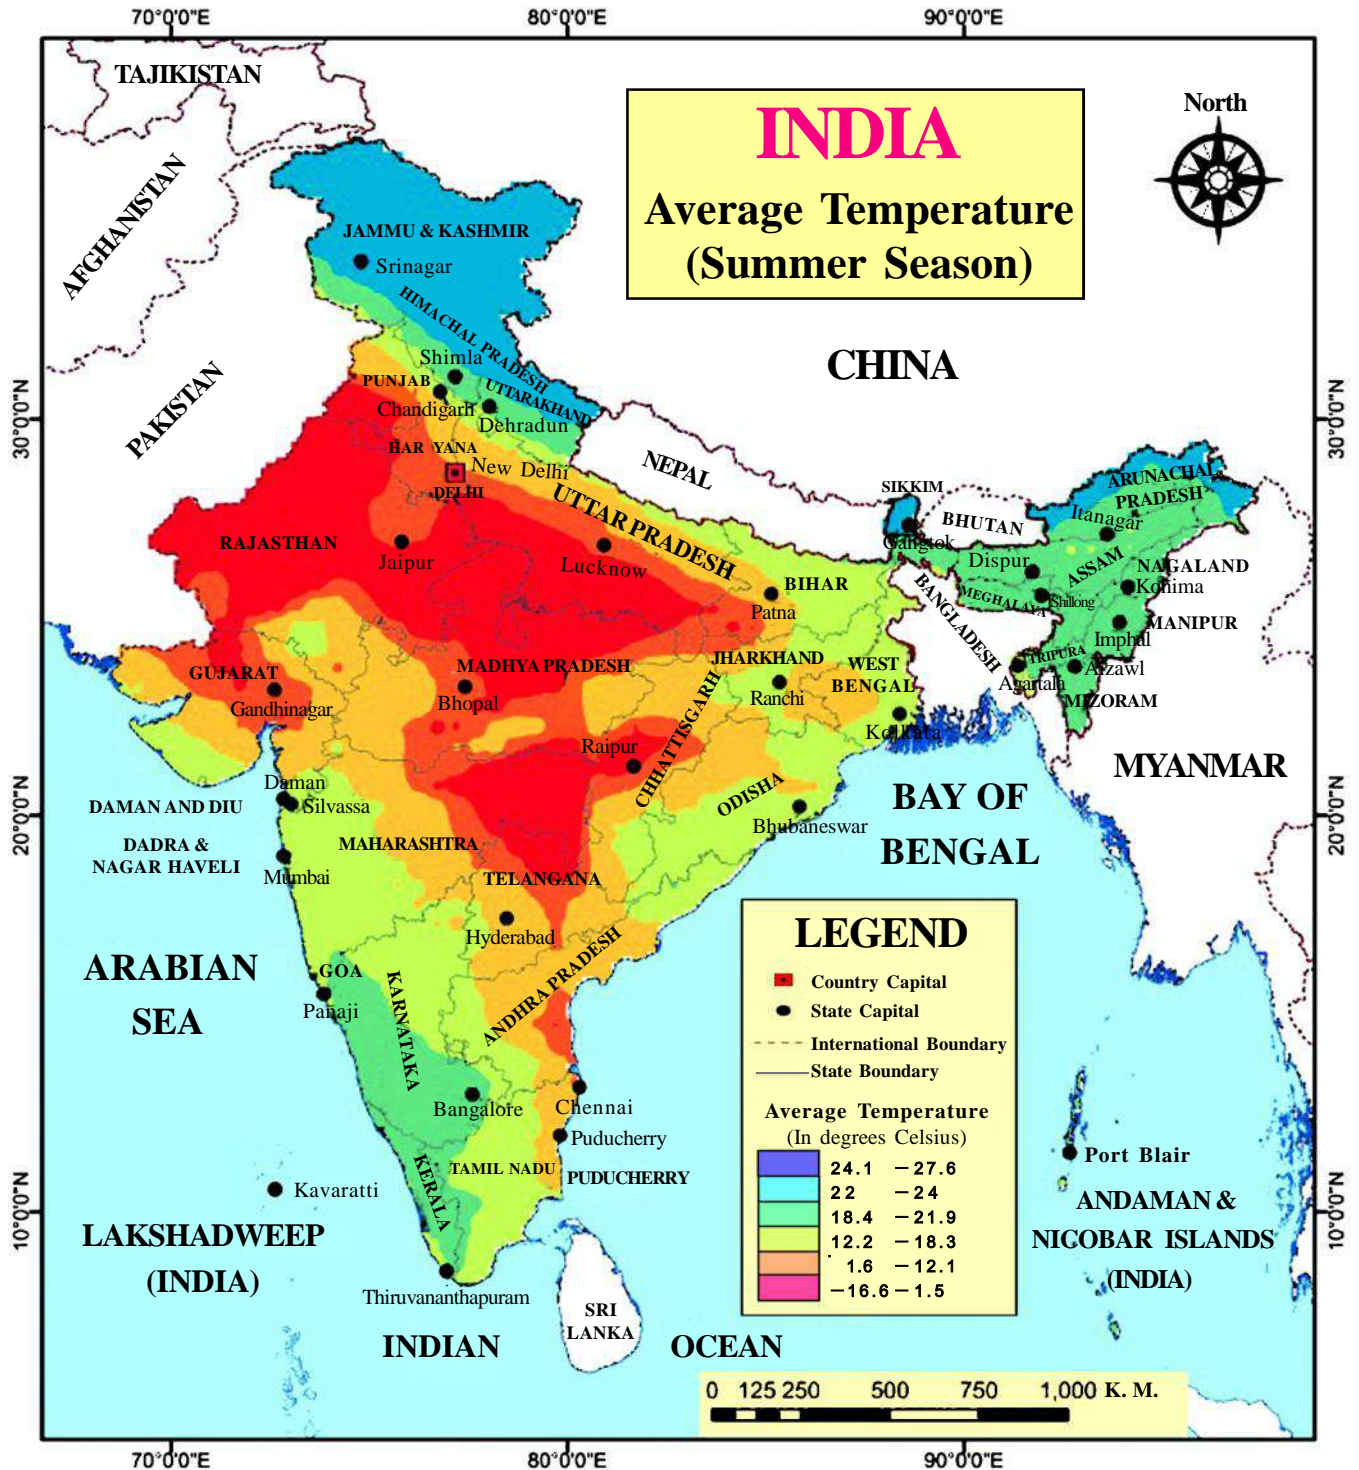 70°0'0"E 80°0'0"E 90°0'0"E
TAJIKISTAN
AFGHANISTAN
PAKISTAN
INDIA
Average Temperature
(Summer Season)
North
CHINA
30°0'0"N
30°0'0"N
JAMMU & KASHMIR
Srinagar
HIMACHAL PRADESH
Shimla
PUNJAB
Chandigarh
UTTARAKHAND
Dehradun
HAR YANA
New Delhi
DELHI
NEPAL
UTTAR PRADESH
SIKKIM
Gangtok
BHUTAN
ARUNACHAL
PRADESH
Itanagar
RAJASTHAN
Jaipur
Lucknow
BIHAR
Patna
Dispur
ASSAM
NAGALAND
Kohima
MEGHALAYA
Shillong
BANGLADESH
MANIPUR
Imphal
TRIPURA
Agartala
Aizawl
MIZORAM
GUJARAT
Gandhinagar
MADHYA PRADESH
Bhopal
JHARKHAND
Ranchi
WEST
BENGAL
Kolkata
CHHATTISGARH
Raipur
ODISHA
Bhubaneswar
MYANMAR
20°0'0"N
20°0'0"N
Daman
Silvassa
DAMAN AND DIU
DADRA &
NAGAR HAVELI
Mumbai
MAHARASHTRA
TELANGANA
Hyderabad
BAY OF
BENGAL
ARABIAN
SEA
GOA
Panaji
KARNATAKA
ANDHRA PRADESH
Bangalore
Chennai
Puducherry
PUDUCHERRY
TAMIL NADU
KERALA
Kavaratti
LAKSHADWEEP
(INDIA)
Thiruvananthapuram
SRI
LANKA
INDIAN OCEAN
10°0'0"N
10°0'0"N
Port Blair
ANDAMAN &
NICOBAR ISLANDS
(INDIA)
LEGEND
Country Capital
State Capital
International Boundary
State Boundary
Average Temperature
(In degrees Celsius)
24.1 – 27.6
22 – 24
18.4 – 21.9
12.2 – 18.3
1.6 – 12.1
–16.6 – 1.5
0 125 250 500 750 1,000 K. M.
70°0'0"E 80°0'0"E 90°0'0"E